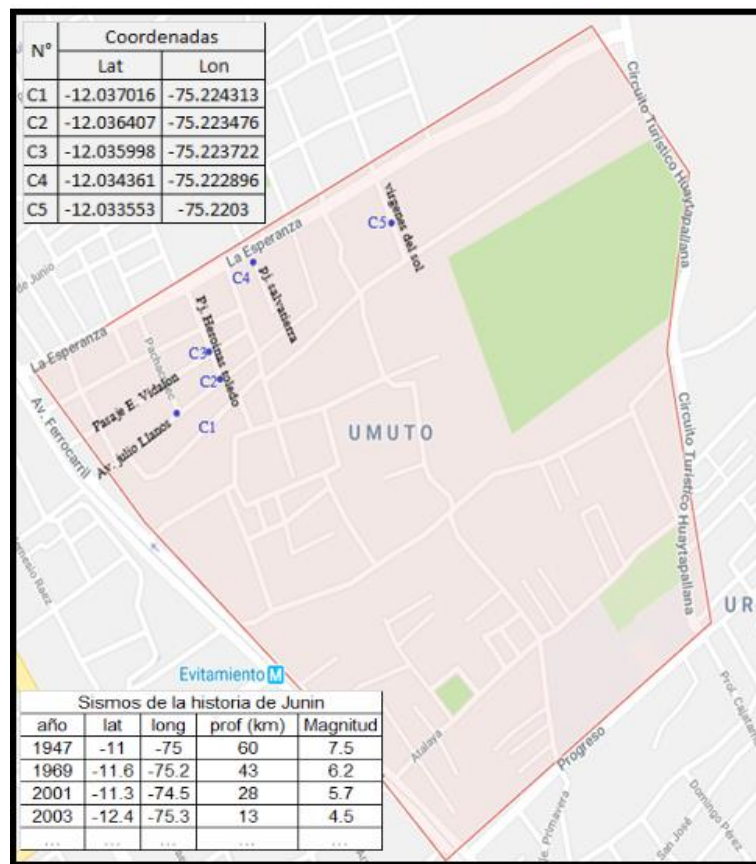 N° Coordenadas
Lat Lon
C1 -12.037016 -75.224313
C2 -12.036407 -75.223476
C3 -12.035998 -75.223722
C4 -12.034361 -75.222896
C5 -12.033553 -75.2203
Circuito Turístico Huaytapallana
virgenes del sol
C5
La Esperanza
C4
Pj. salvatierra
de Junio
La Esperanza
Pachacutec
Pj. Heroinas toledo
C3
C2
Pasaje E. Vidalon
C1
Av. julio Llanos
Av. Ferrocarril
UMUTO
Circuito Turístico Huaytapallana
UR
Evitamiento M
Sismos de la historia de Junin
año lat long prof (km) Magnitud
1947 -11 -75 60 7.5
1969 -11.6 -75.2 43 6.2
2001 -11.3 -74.5 28 5.7
2003 -12.4 -75.3 13 4.5
... ... ... ... ...
Atalaya
Progreso
Primavera
San José
Domingo Pérez